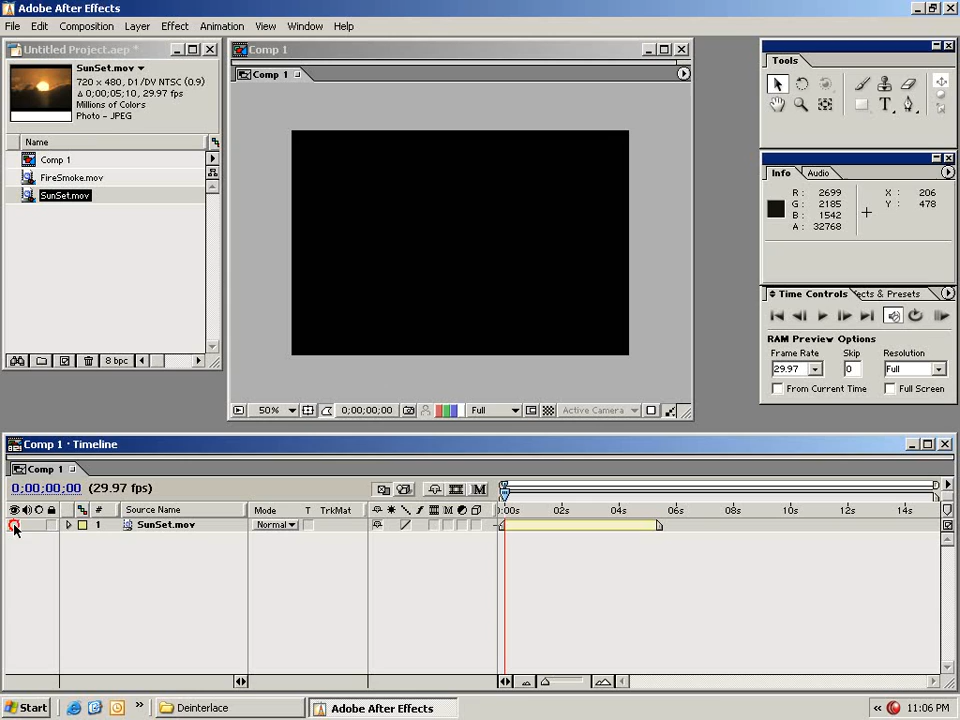 Adobe After Effects
File Edit Composition Layer Effect Animation View Window Help
Untitled Project.aep *
SunSet.mov
720 x 480, D1/DV NTSC (0.9)
Δ 0;00;05;10, 29.97 fps
Millions of Colors
Photo - JPEG
Name
Comp 1
FireSmoke.mov
SunSet.mov
8 bpc
Comp 1
Comp 1
50% 0;00;00;00 Full Active Camera
Tools
Info Audio
R : 2699 X : 206
G : 2185 Y : 478
B : 1542
A : 32768
Time Controls ects & Presets
RAM Preview Options
Frame Rate Skip Resolution
29.97 0 Full
From Current Time Full Screen
Comp 1 • Timeline
Comp 1
0;00;00;00 (29.97 fps)
# Source Name Mode T TrkMat :00s 02s 04s 06s 08s 10s 12s 14s
1 SunSet.mov Normal
Start Deinterlace Adobe After Effects 11:06 PM